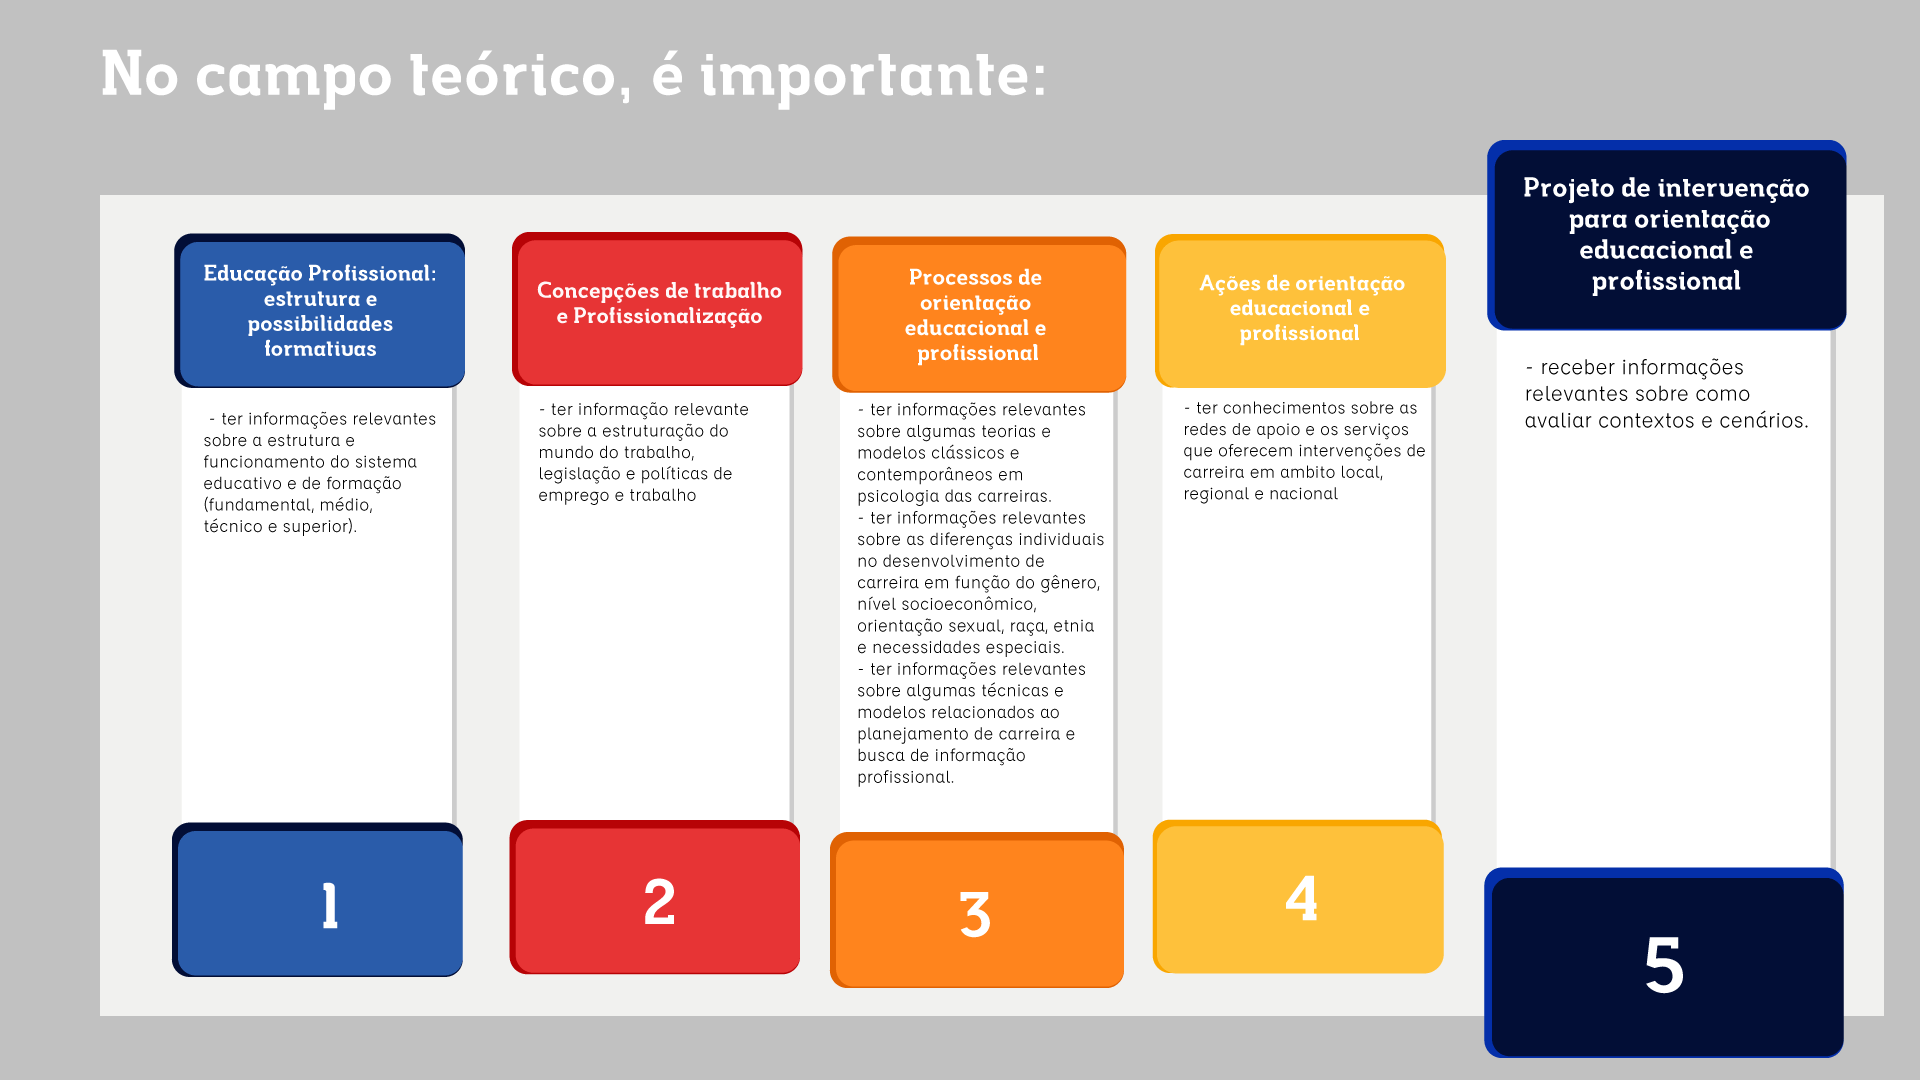 No campo teórico, é importante:
Educação Profissional:
estrutura e
possibilidades
formativas
- ter informações relevantes
sobre a estrutura e
funcionamento do sistema
educativo e de formação
(fundamental, médio,
técnico e superior).
1
Concepções de trabalho
e Profissionalização
- ter informação relevante
sobre a estruturação do
mundo do trabalho,
legislação e políticas de
emprego e trabalho
2
Processos de
orientação
educacional e
profissional
- ter informações relevantes
sobre algumas teorias e
modelos clássicos e
contemporâneos em
psicologia das carreiras.
- ter informações relevantes
sobre as diferenças individuais
no desenvolvimento de
carreira em função do gênero,
nível socioeconômico,
orientação sexual, raça, etnia
e necessidades especiais.
- ter informações relevantes
sobre algumas técnicas e
modelos relacionados ao
planejamento de carreira e
busca de informação
profissional.
3
Ações de orientação
educacional e
profissional
- ter conhecimentos sobre as
redes de apoio e os serviços
que oferecem intervenções de
carreira em ambito local,
regional e nacional
4
Projeto de intervenção
para orientação
educacional e
profissional
- receber informações
relevantes sobre como
avaliar contextos e cenários.
5